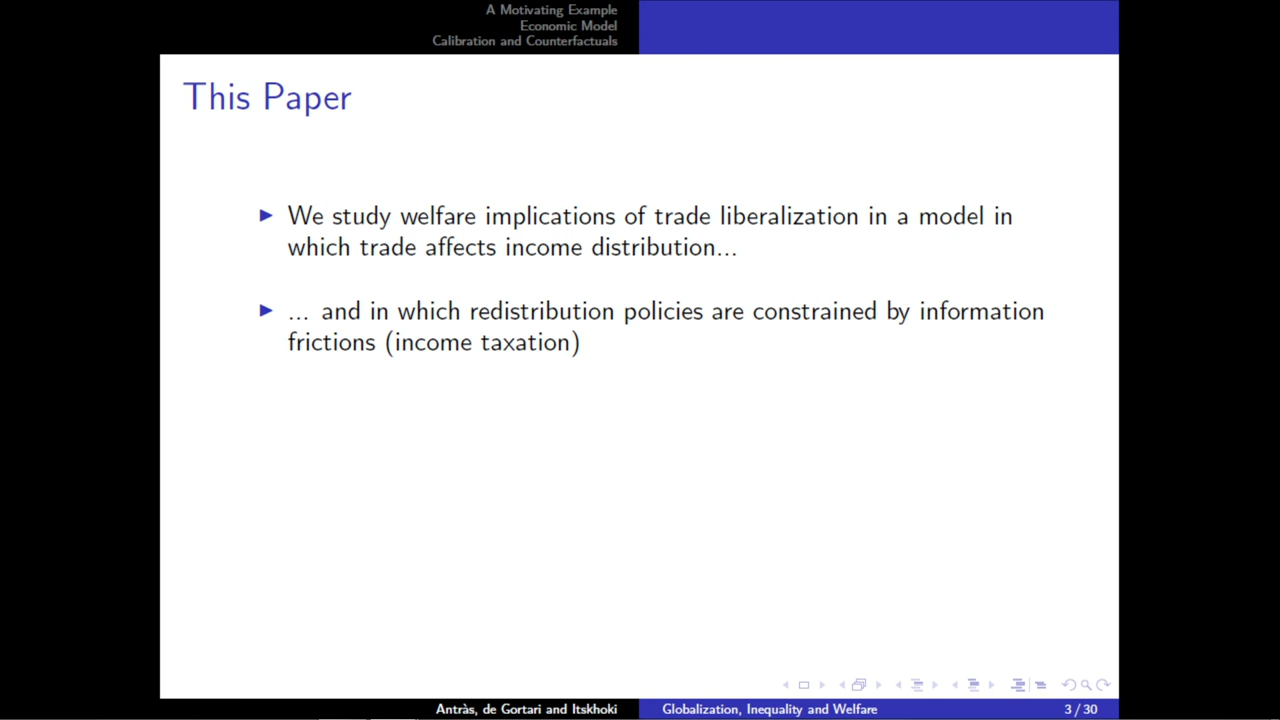 A Motivating Example
Economic Model
Calibration and Counterfactuals
This Paper
We study welfare implications of trade liberalization in a model in
which trade affects income distribution...
... and in which redistribution policies are constrained by information
frictions (income taxation)
Antràs, de Gortari and Itskhoki
Globalization, Inequality and Welfare
3 / 30